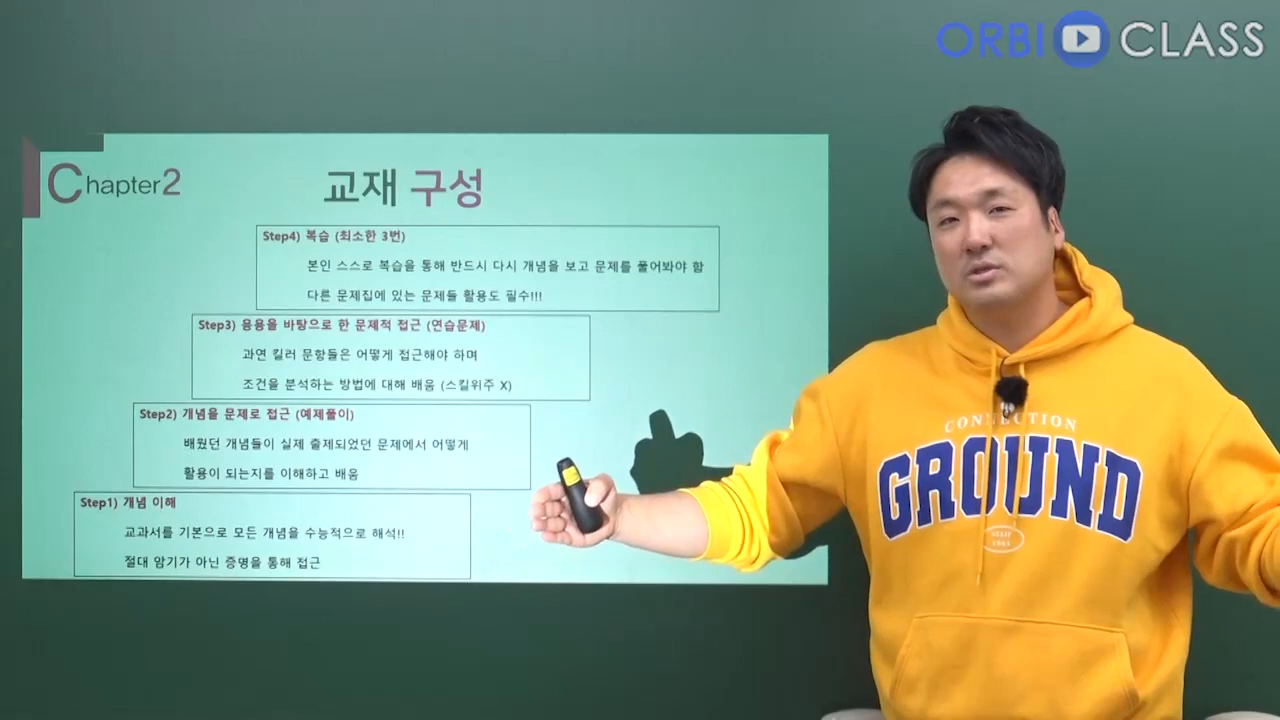 ORBI CLASS
Chapter2
교재 구성
Step4) 복습 (최소한 3번)
본인 스스로 복습을 통해 반드시 다시 개념을 보고 문제를 풀어봐야 함
다른 문제집에 있는 문제들 활용도 필수!!!
Step3) 응용을 바탕으로 한 문제적 접근 (연습문제)
과연 킬러 문항들은 어떻게 접근해야 하며
조건을 분석하는 방법에 대해 배움 (스킬위주 X)
Step2) 개념을 문제로 접근 (예제풀이)
배웠던 개념들이 실제 출제되었던 문제에서 어떻게
활용이 되는지를 이해하고 배움
Step1) 개념 이해
교과서를 기본으로 모든 개념을 수능적으로 해석!!
절대 암기가 아닌 증명을 통해 접근
CONNECTION
GROUND